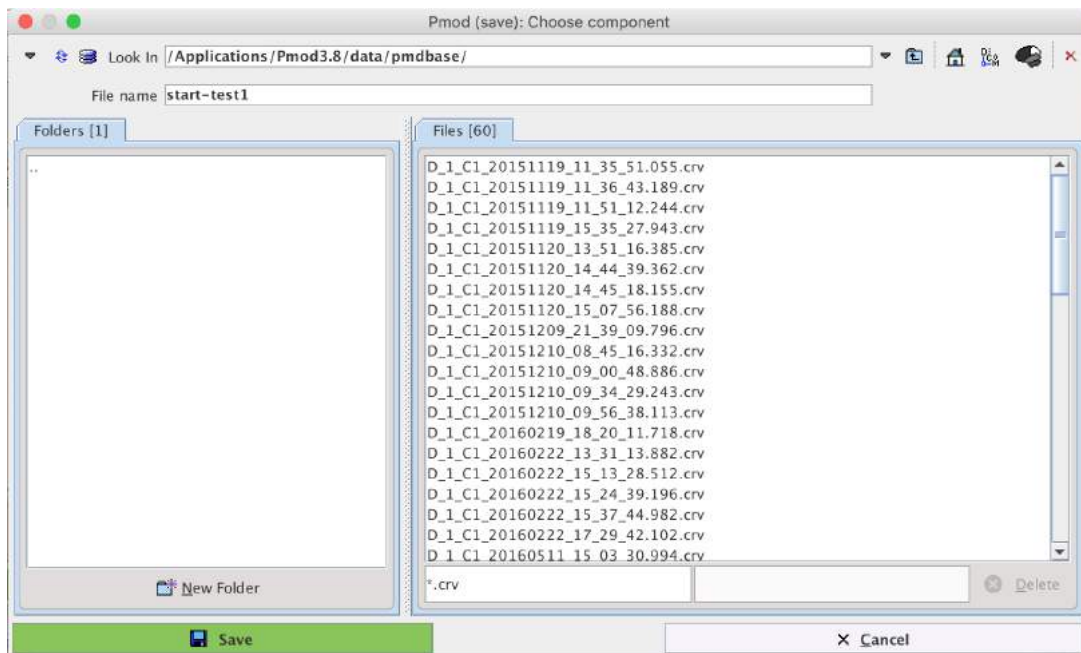 Pmod (save): Choose component
Look In /Applications/Pmod3.8/data/pmdbase/
File name start-test1
Folders [1]
Files [60]
..
D_1_C1_20151119_11_35_51.055.crv
D_1_C1_20151119_11_36_43.189.crv
D_1_C1_20151119_11_51_12.244.crv
D_1_C1_20151119_15_35_27.943.crv
D_1_C1_20151120_13_51_16.385.crv
D_1_C1_20151120_14_44_39.362.crv
D_1_C1_20151120_14_45_18.155.crv
D_1_C1_20151120_15_07_56.188.crv
D_1_C1_20151209_21_39_09.796.crv
D_1_C1_20151210_08_45_16.332.crv
D_1_C1_20151210_09_00_48.886.crv
D_1_C1_20151210_09_34_29.243.crv
D_1_C1_20151210_09_56_38.113.crv
D_1_C1_20160219_18_20_11.718.crv
D_1_C1_20160222_13_31_13.882.crv
D_1_C1_20160222_15_13_28.512.crv
D_1_C1_20160222_15_24_39.196.crv
D_1_C1_20160222_15_37_44.982.crv
D_1_C1_20160222_17_29_42.102.crv
D_1_C1_20160511_15_03_30.994.crv
New Folder
*.crv
Delete
Save
Cancel